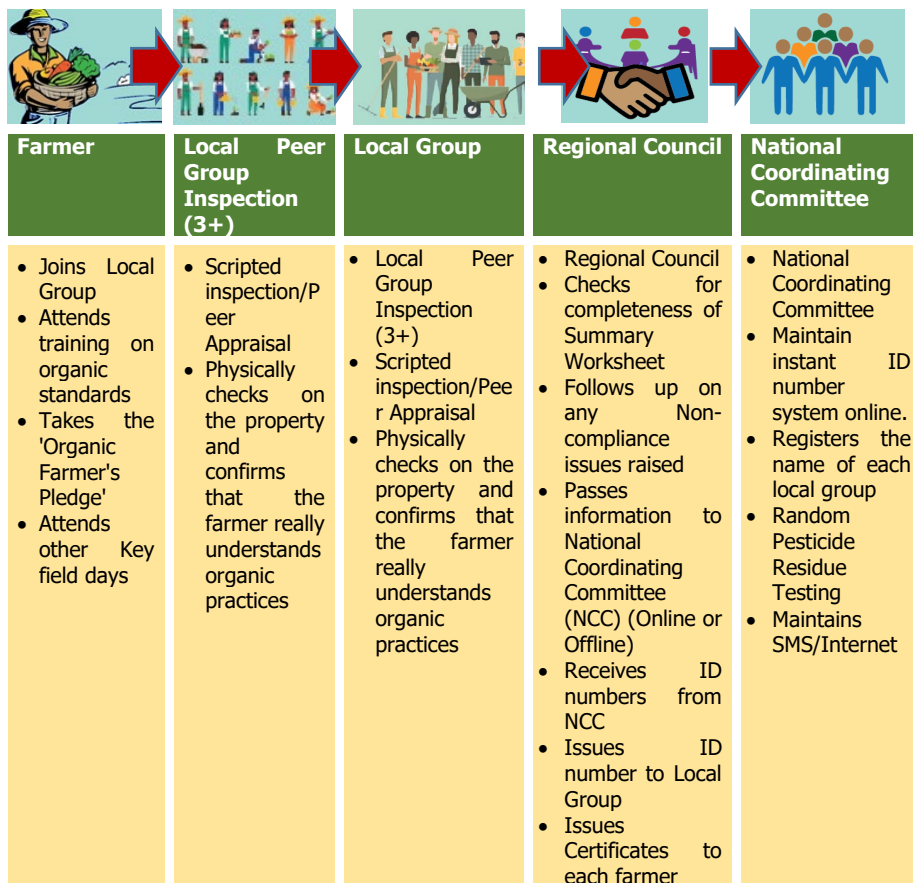 Farmer
Local Peer
Group
Inspection
(3+)
Local Group
Regional Council
National
Coordinating
Committee
• Joins Local
Group
• Attends
training on
organic
standards
• Takes the
'Organic
Farmer's
Pledge'
• Attends
other Key
field days
• Scripted
inspection/P
eer
Appraisal
• Physically
checks on
the property
and
confirms
that the
farmer really
understands
organic
practices
• Local Peer
Group
Inspection
(3+)
• Scripted
inspection/Pee
r Appraisal
• Physically
checks on the
property and
confirms that
the farmer
really
understands
organic
practices
• Regional Council
• Checks for
completeness of
Summary
Worksheet
• Follows up on
any Non-
compliance
issues raised
• Passes
information to
National
Coordinating
Committee
(NCC) (Online or
Offline)
• Receives ID
numbers from
NCC
• Issues ID
number to Local
Group
• Issues
Certificates to
each farmer
• National
Coordinating
Committee
• Maintain
instant ID
number
system online.
• Registers the
name of each
local group
• Random
Pesticide
Residue
Testing
• Maintains
SMS/Internet